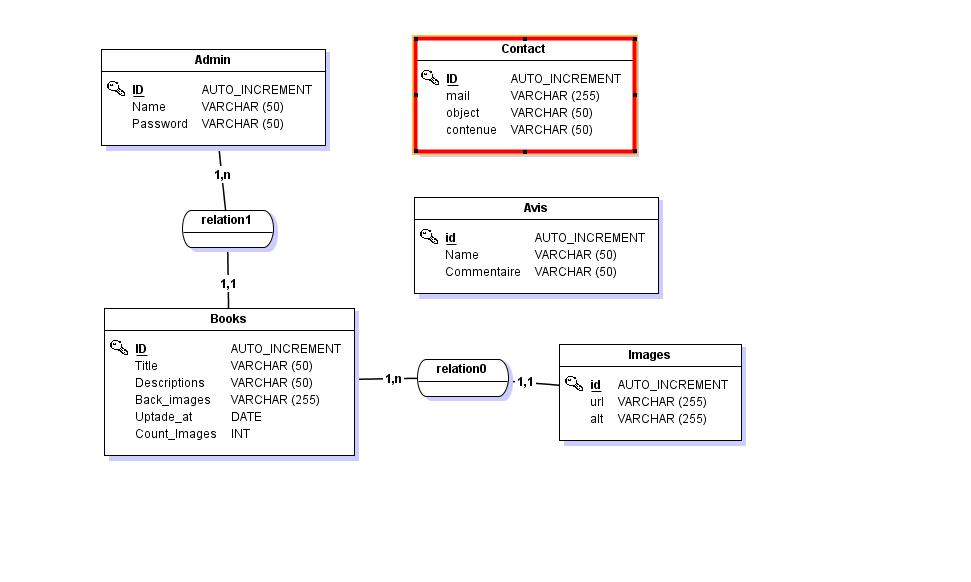 Admin
ID AUTO_INCREMENT
Name VARCHAR (50)
Password VARCHAR (50)
1,n
relation1
1,1
Books
ID AUTO_INCREMENT
Title VARCHAR (50)
Descriptions VARCHAR (50)
Back_images VARCHAR (255)
Uptade_at DATE
Count_Images INT
1,n
relation0
1,1
Images
id AUTO_INCREMENT
url VARCHAR (255)
alt VARCHAR (255)
Contact
ID AUTO_INCREMENT
mail VARCHAR (255)
object VARCHAR (50)
contenue VARCHAR (50)
Avis
id AUTO_INCREMENT
Name VARCHAR (50)
Commentaire VARCHAR (50)